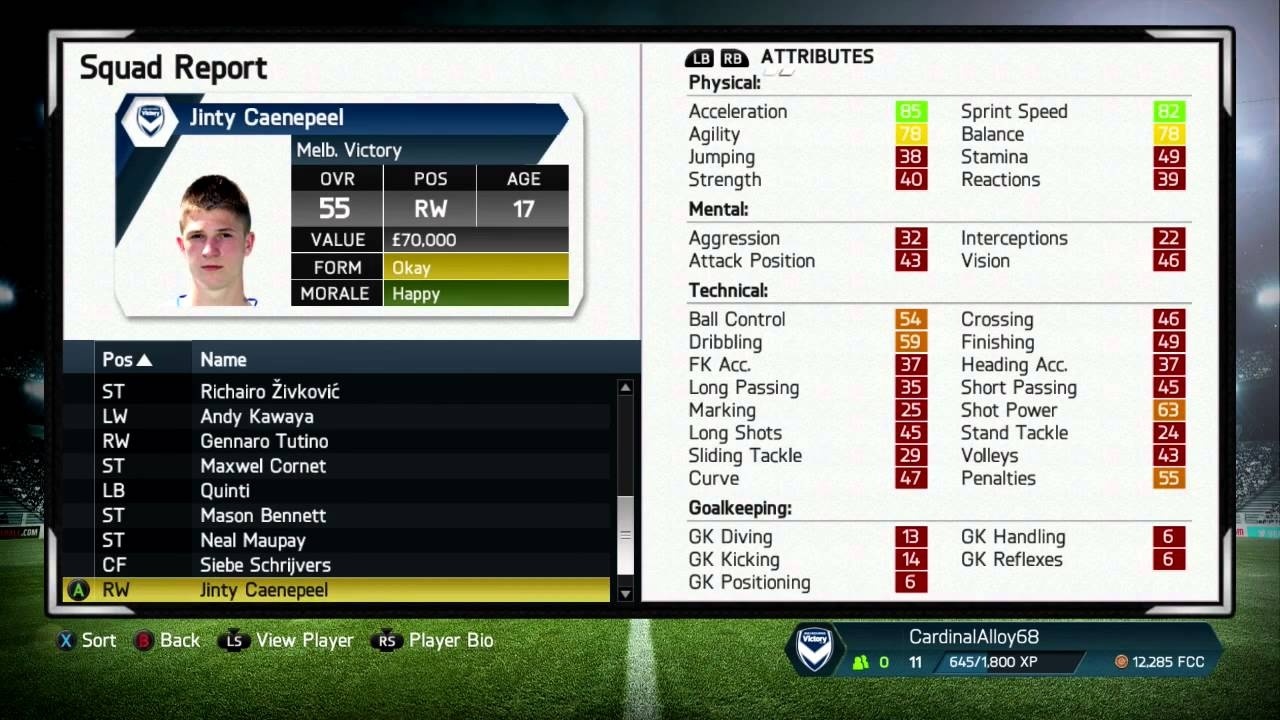 Squad Report
Jinty Caenepeel
Melb. Victory
OVR POS AGE
55 RW 17
VALUE £70,000
FORM Okay
MORALE Happy
Pos Name
ST Richairo Živković
LW Andy Kawaya
RW Gennaro Tutino
ST Maxwel Cornet
LB Quinti
ST Mason Bennett
ST Neal Maupay
CF Siebe Schrijvers
A RW Jinty Caenepeel
LB RB ATTRIBUTES
Physical:
Acceleration 85 Sprint Speed 82
Agility 78 Balance 78
Jumping 38 Stamina 49
Strength 40 Reactions 39
Mental:
Aggression 32 Interceptions 22
Attack Position 43 Vision 46
Technical:
Ball Control 54 Crossing 46
Dribbling 59 Finishing 49
FK Acc. 37 Heading Acc. 37
Long Passing 35 Short Passing 45
Marking 25 Shot Power 63
Long Shots 45 Stand Tackle 24
Sliding Tackle 29 Volleys 43
Curve 47 Penalties 55
Goalkeeping:
GK Diving 13 GK Handling 6
GK Kicking 14 GK Reflexes 6
GK Positioning 6
X Sort B Back LS View Player RS Player Bio
Victory
CardinalAlloy68
0 11 645/1,800 XP 12,285 FCC